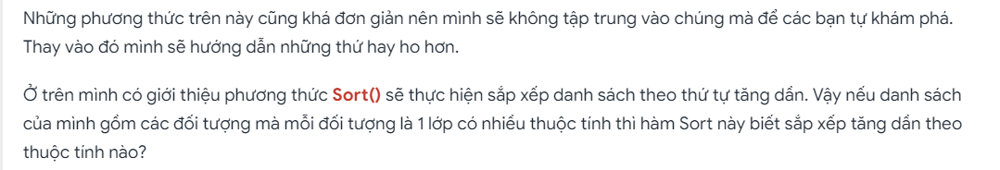 Những phương thức trên này cũng khá đơn giản nên mình sẽ không tập trung vào chúng mà để các bạn tự khám phá.
Thay vào đó mình sẽ hướng dẫn những thứ hay ho hơn.
Ở trên mình có giới thiệu phương thức Sort() sẽ thực hiện sắp xếp danh sách theo thứ tự tăng dần. Vậy nếu danh sách
của mình gồm các đối tượng mà mỗi đối tượng là 1 lớp có nhiều thuộc tính thì hàm Sort này biết sắp xếp tăng dần theo
thuộc tính nào?